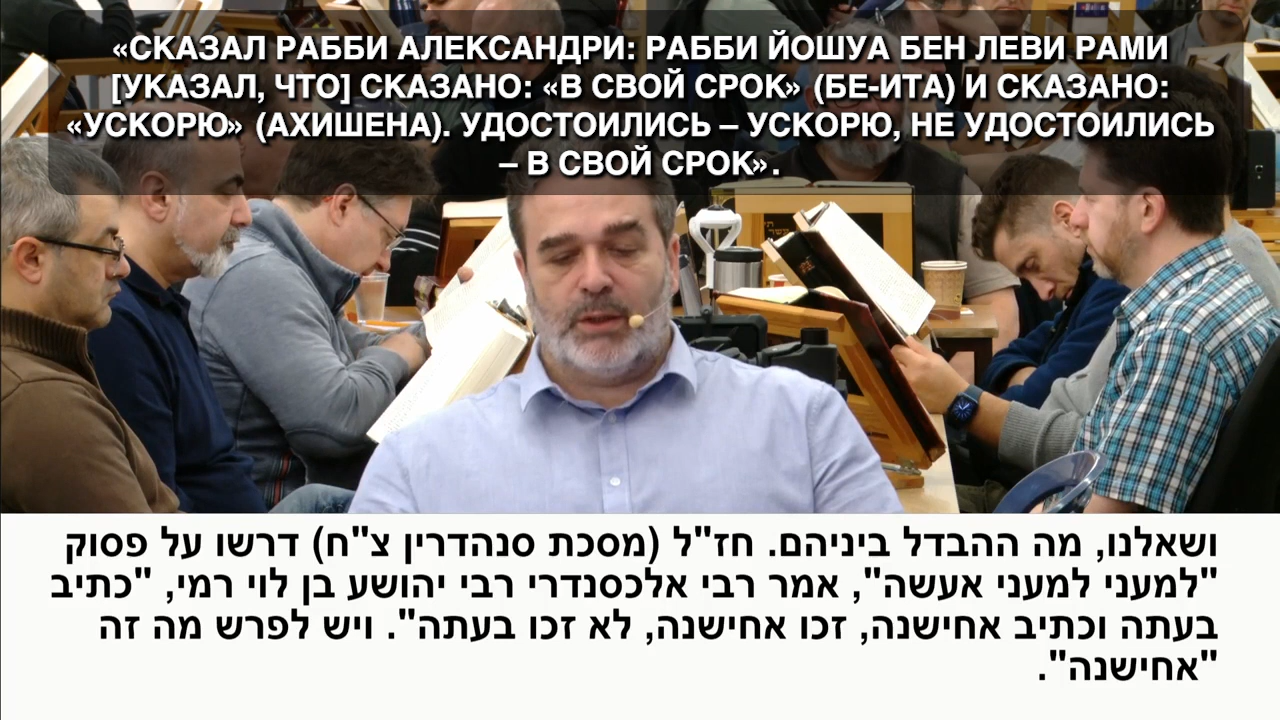 «СКАЗАЛ РАББИ АЛЕКСАНДРИ: РАББИ ЙОШУА БЕН ЛЕВИ РАМИ
[УКАЗАЛ, ЧТО] СКАЗАНО: «В СВОЙ СРОК» (БЕ-ИТА) И СКАЗАНО:
«УСКОРЮ» (АХИШЕНА). УДОСТОИЛИСЬ – УСКОРЮ, НЕ УДОСТОИЛИСЬ
– В СВОЙ СРОК».
ושאלנו, מה ההבדל ביניהם. חז"ל (מסכת סנהדרין צ"ח) דרשו על פסוק
"למעני למעני אעשה", אמר רבי אלכסנדרי רבי יהושע בן לוי רמי, "כתיב
בעתה וכתיב אחישנה, זכו אחישנה, לא זכו בעתה". ויש לפרש מה זה
"אחישנה".